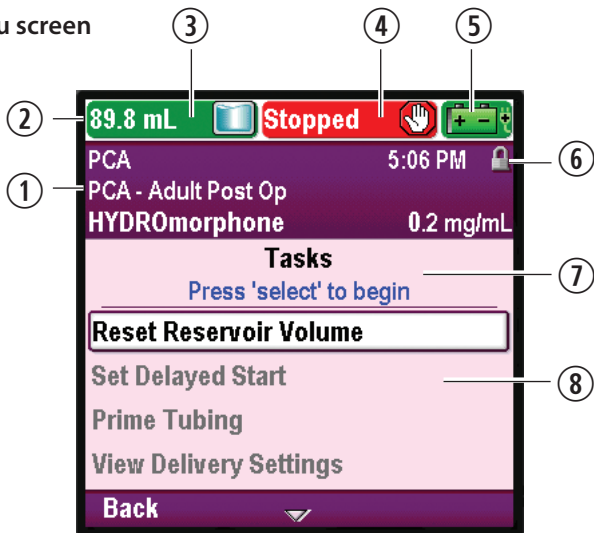 u screen
3 4 5
2 89.8 mL Stopped + -
PCA 5:06 PM 6
1 PCA - Adult Post Op
HYDROmorphone 0.2 mg/mL
Tasks 7
Press 'select' to begin
Reset Reservoir Volume
Set Delayed Start 8
Prime Tubing
View Delivery Settings
Back